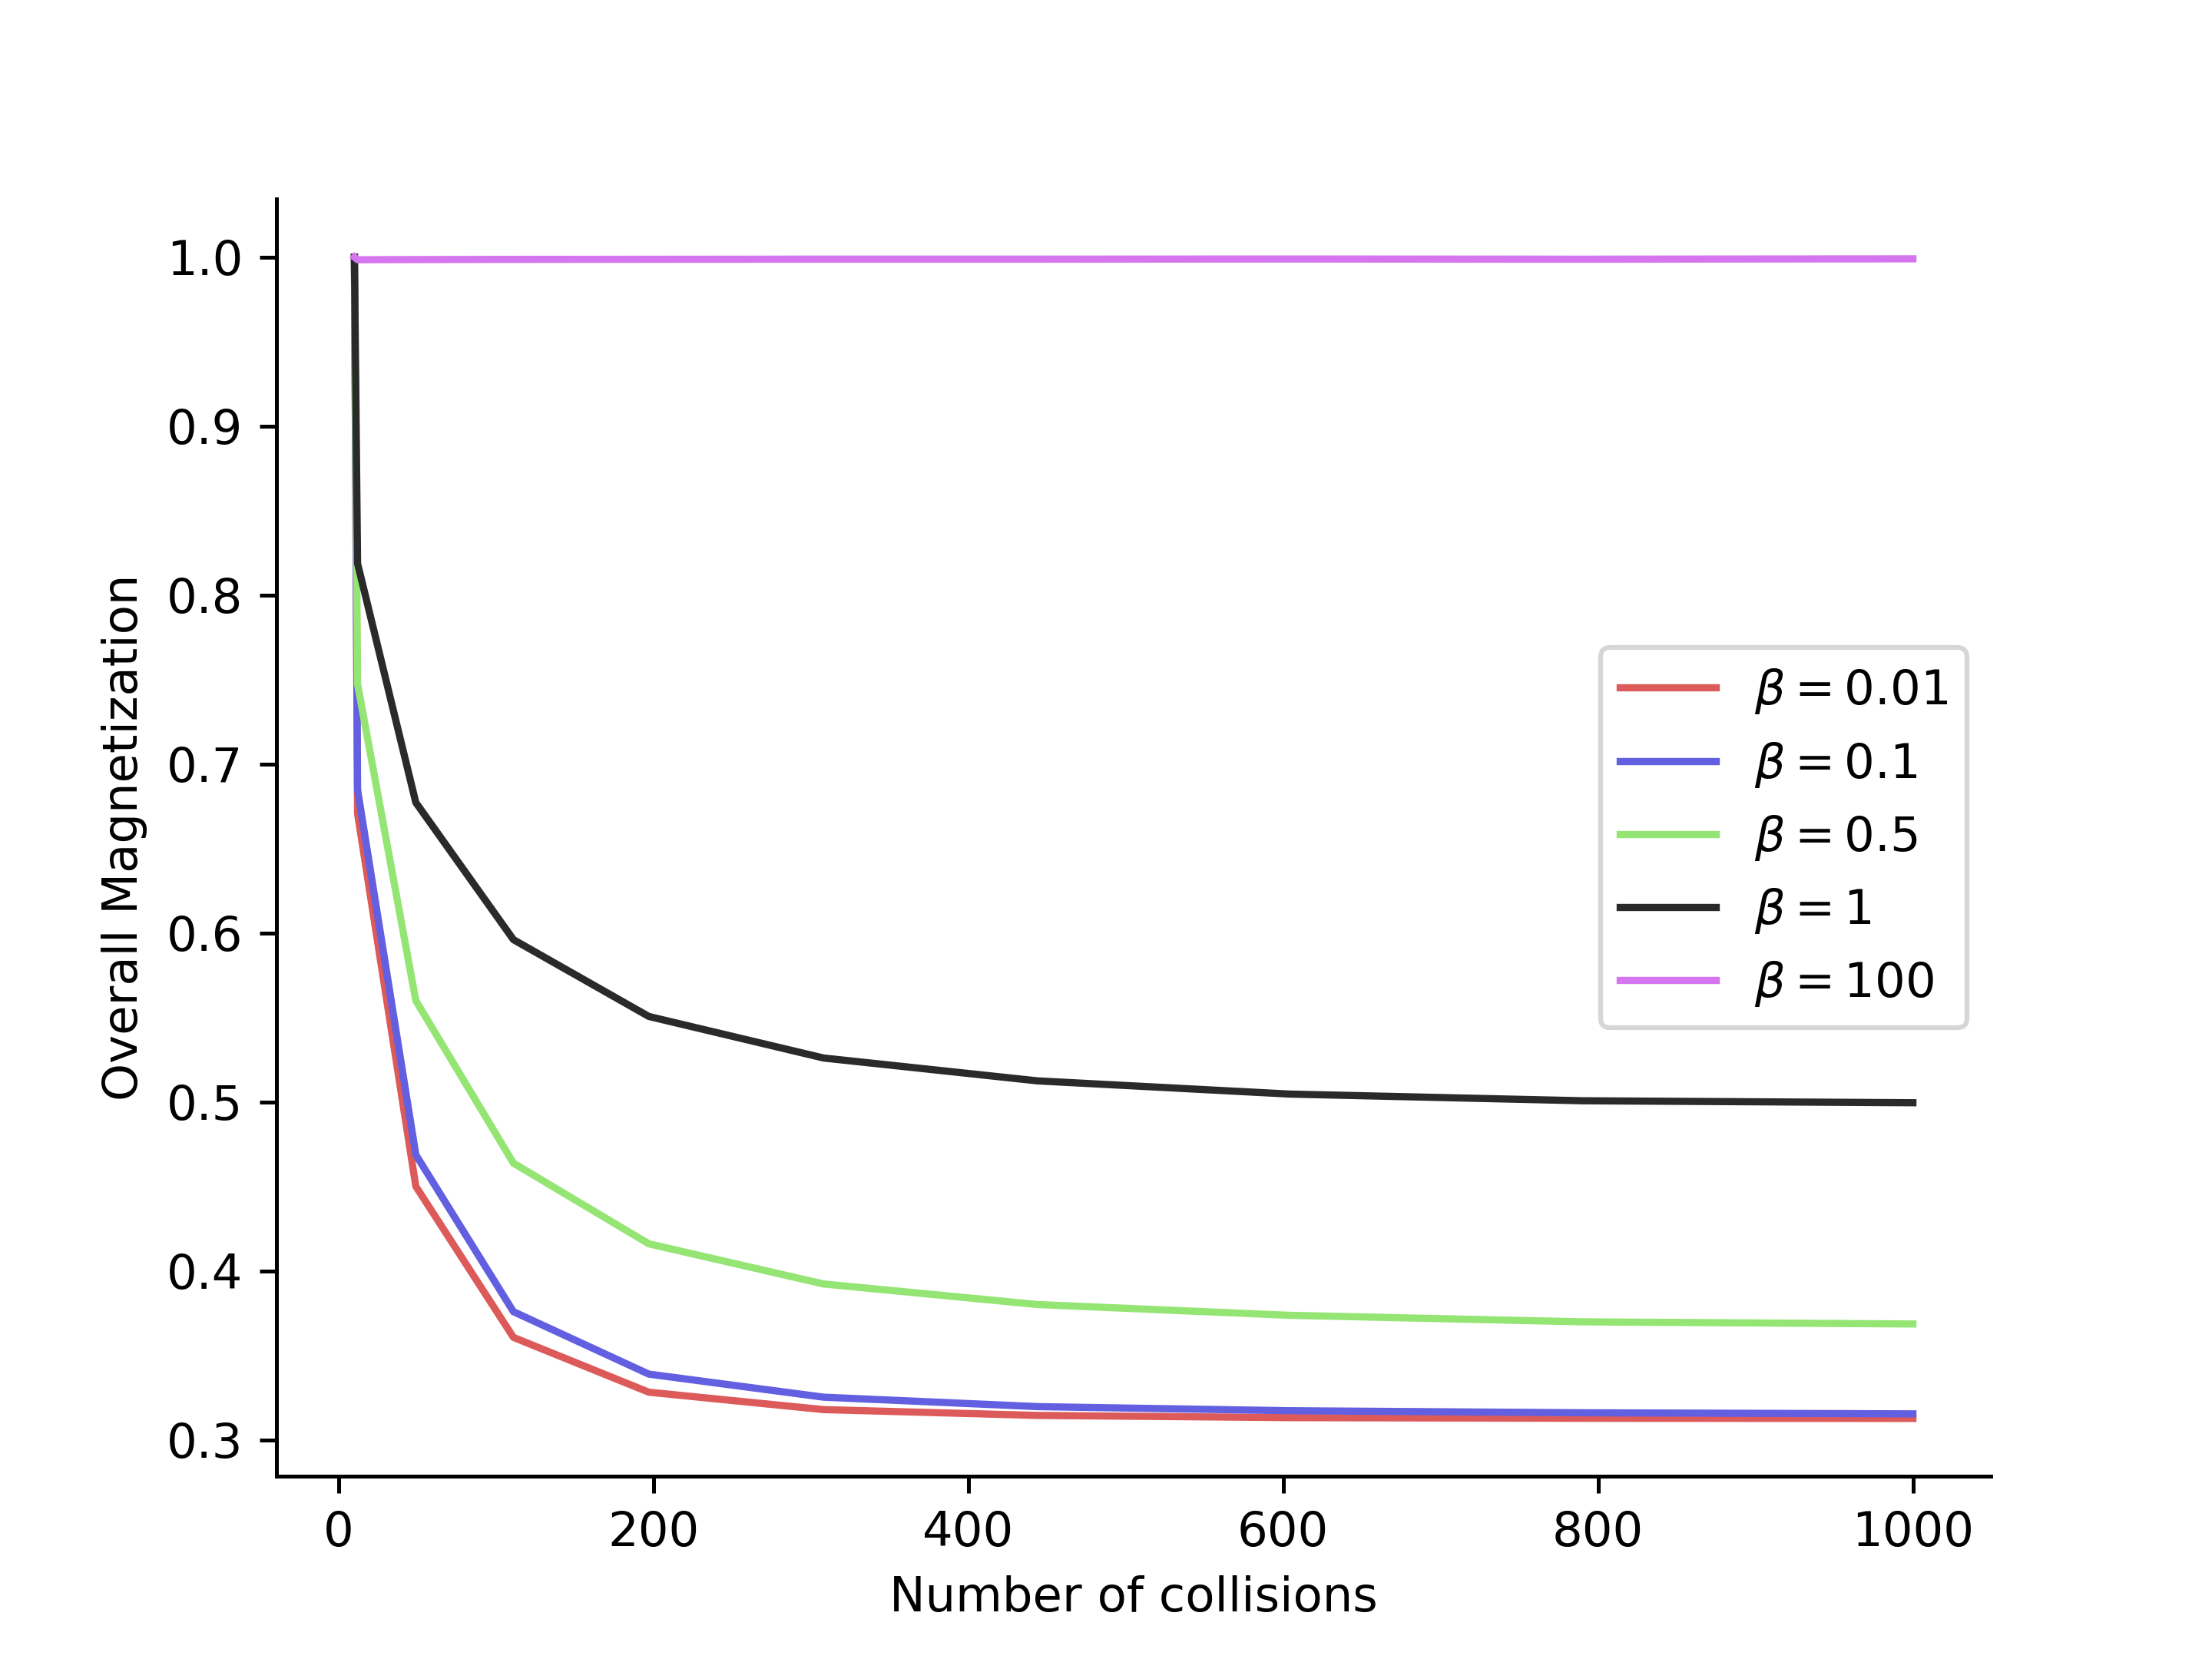 1.0
0.9
0.8
0.7
0.6
0.5
0.4
0.3
Overall Magnetization
0
200
400
600
800
1000
Number of collisions
β = 0.01
β = 0.1
β = 0.5
β = 1
β = 100